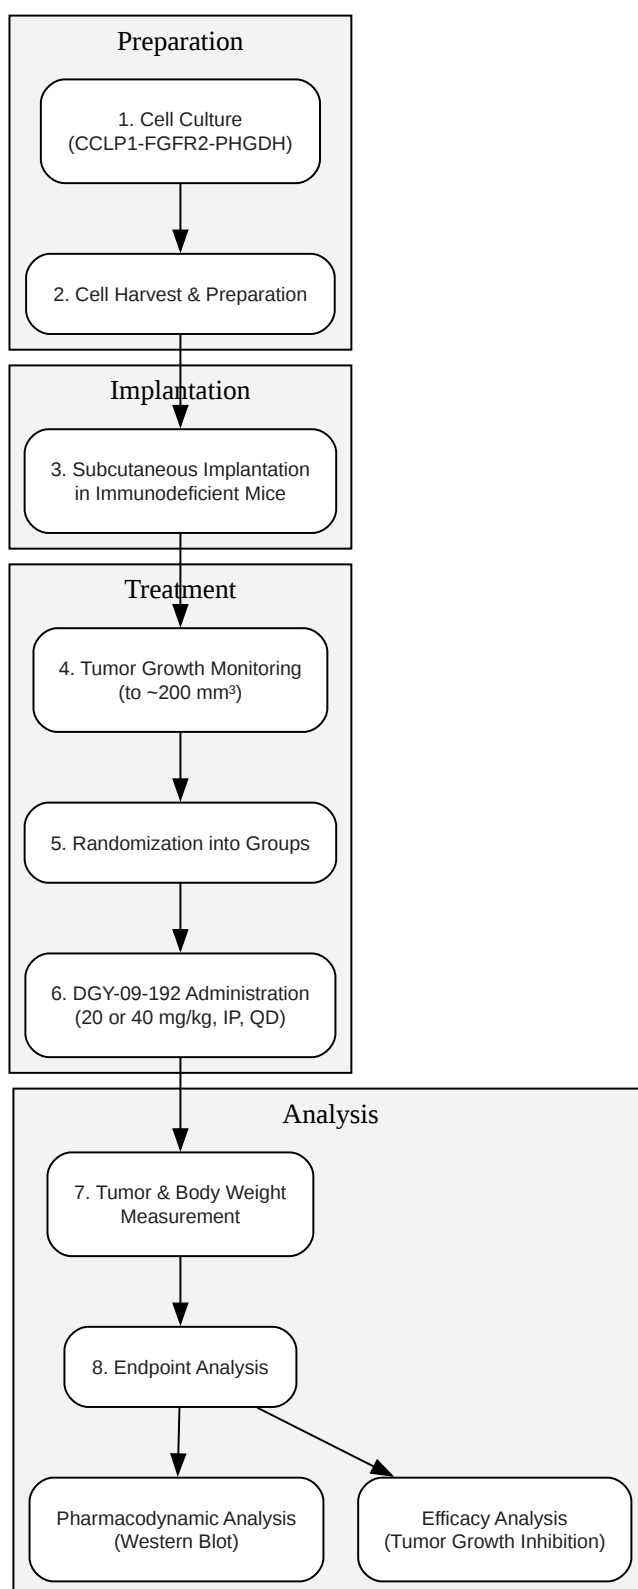 Preparation
1. Cell Culture
(CCLP1-FGFR2-PHGDH)
2. Cell Harvest & Preparation
Implantation
3. Subcutaneous Implantation
in Immunodeficient Mice
Treatment
4. Tumor Growth Monitoring
(to ~200 mm³)
5. Randomization into Groups
6. DGY-09-192 Administration
(20 or 40 mg/kg, IP, QD)
Analysis
7. Tumor & Body Weight
Measurement
8. Endpoint Analysis
Pharmacodynamic Analysis
(Western Blot)
Efficacy Analysis
(Tumor Growth Inhibition)